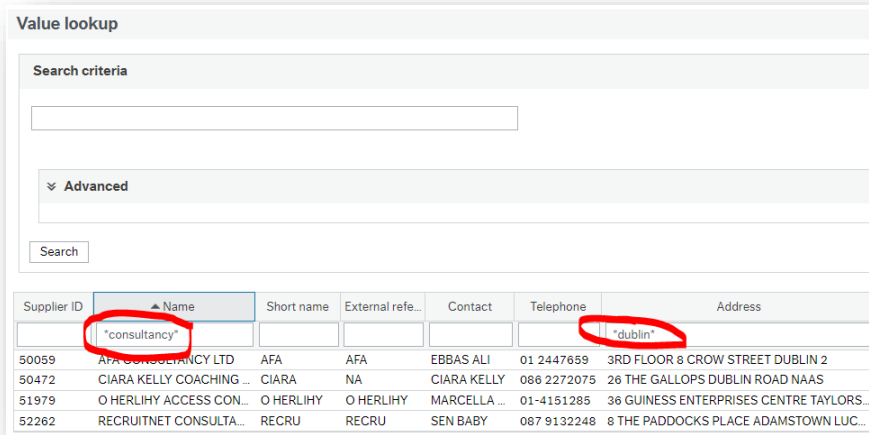 Value lookup
Search criteria
Advanced
Search
Supplier ID Name Short name External refe... Contact Telephone Address
*consultancy* *dublin*
50059 AFA CONSULTANCY LTD AFA AFA EBBAS ALI 01 2447659 3RD FLOOR 8 CROW STREET DUBLIN 2
50472 CIARA KELLY COACHING ... CIARA NA CIARA KELLY 086 2272075 26 THE GALLOPS DUBLIN ROAD NAAS
51979 O HERLIHY ACCESS CON... O HERLIHY O HERLIHY MARCELLA ... 01-4151285 36 GUINESS ENTERPRISES CENTRE TAYLORS...
52262 RECRUITNET CONSULTA... RECRU RECRU SEN BABY 087 9132248 8 THE PADDOCKS PLACE ADAMSTOWN LUC...